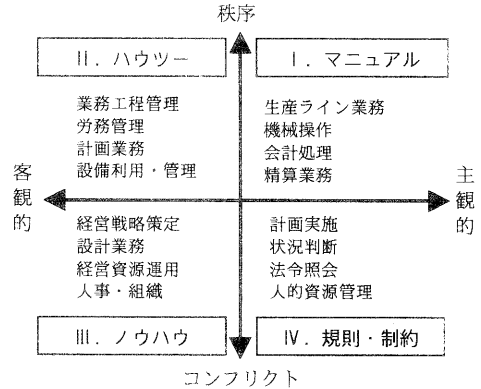 秩序
II. ハウツー
I. マニュアル
業務工程管理
労務管理
計画業務
設備利用・管理
生産ライン業務
機械操作
会計処理
精算業務
客観的
主観的
経営戦略策定
設計業務
経営資源運用
人事・組織
計画実施
状況判断
法令照会
人的資源管理
III. ノウハウ
IV. 規則・制約
コンフリクト